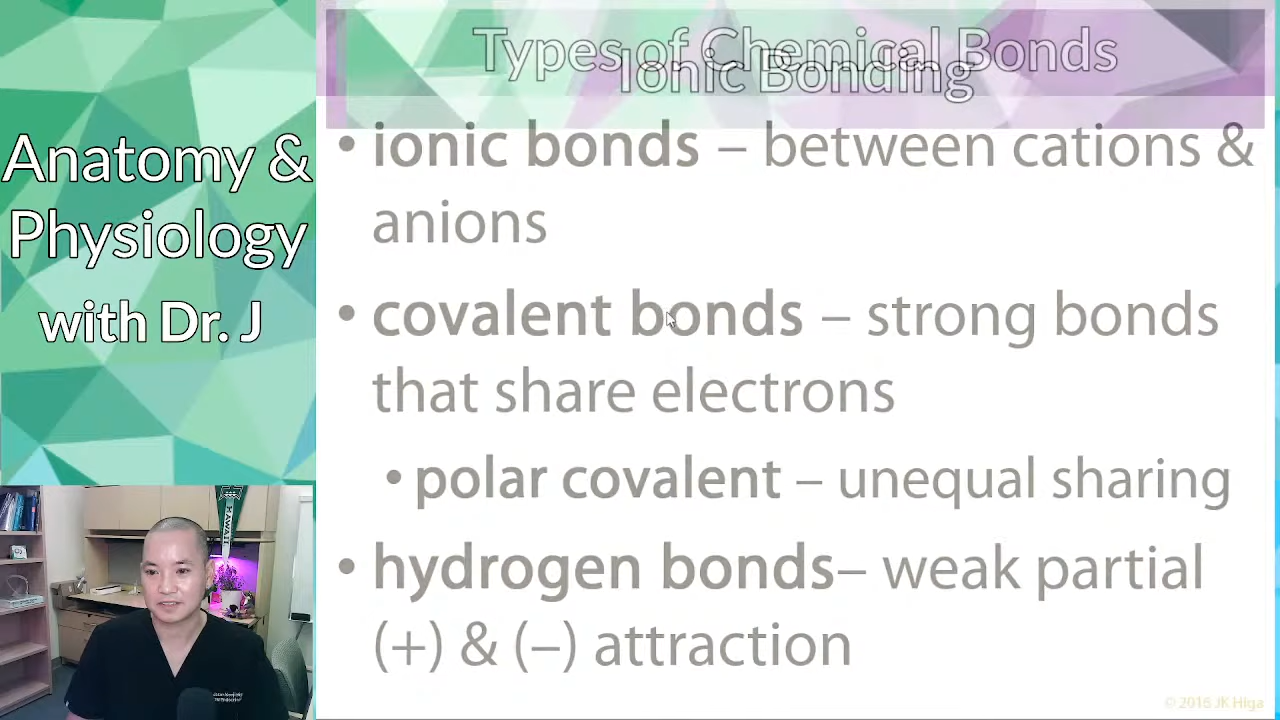 Anatomy &
Physiology
with Dr. J
Types of Chemical Bonds
Ionic Bonding
• ionic bonds – between cations &
anions
• covalent bonds – strong bonds
that share electrons
• polar covalent – unequal sharing
• hydrogen bonds– weak partial
(+) & (–) attraction
HAWAII
© 2016 JK Higa